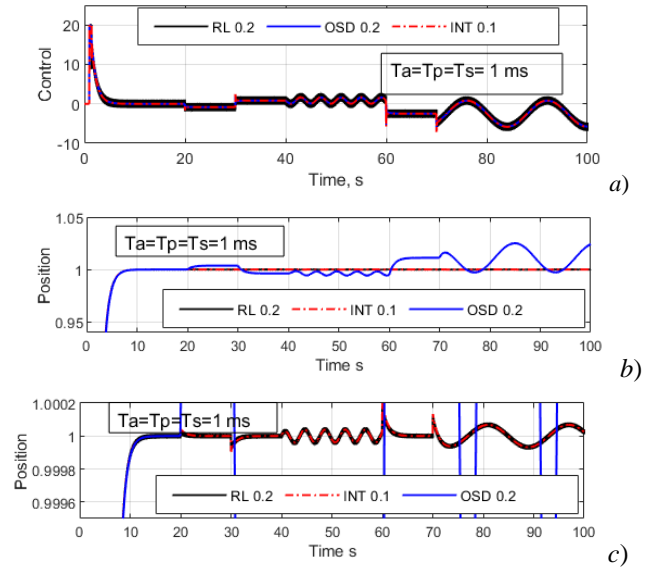 RL 0.2 OSD 0.2 INT 0.1
Ta=Tp=Ts= 1 ms
Control
20
10
0
-10
0 10 20 30 40 50 60 70 80 90 100
Time, s
a)
1.05
Ta=Tp=Ts=1 ms
Position
1
0.95
RL 0.2 INT 0.1 OSD 0.2
0 10 20 30 40 50 60 70 80 90 100
Time s
b)
1.0002
Ta=Tp=Ts=1 ms
Position
1
0.9998
0.9996
RL 0.2 INT 0.1 OSD 0.2
0 10 20 30 40 50 60 70 80 90 100
Time s
c)